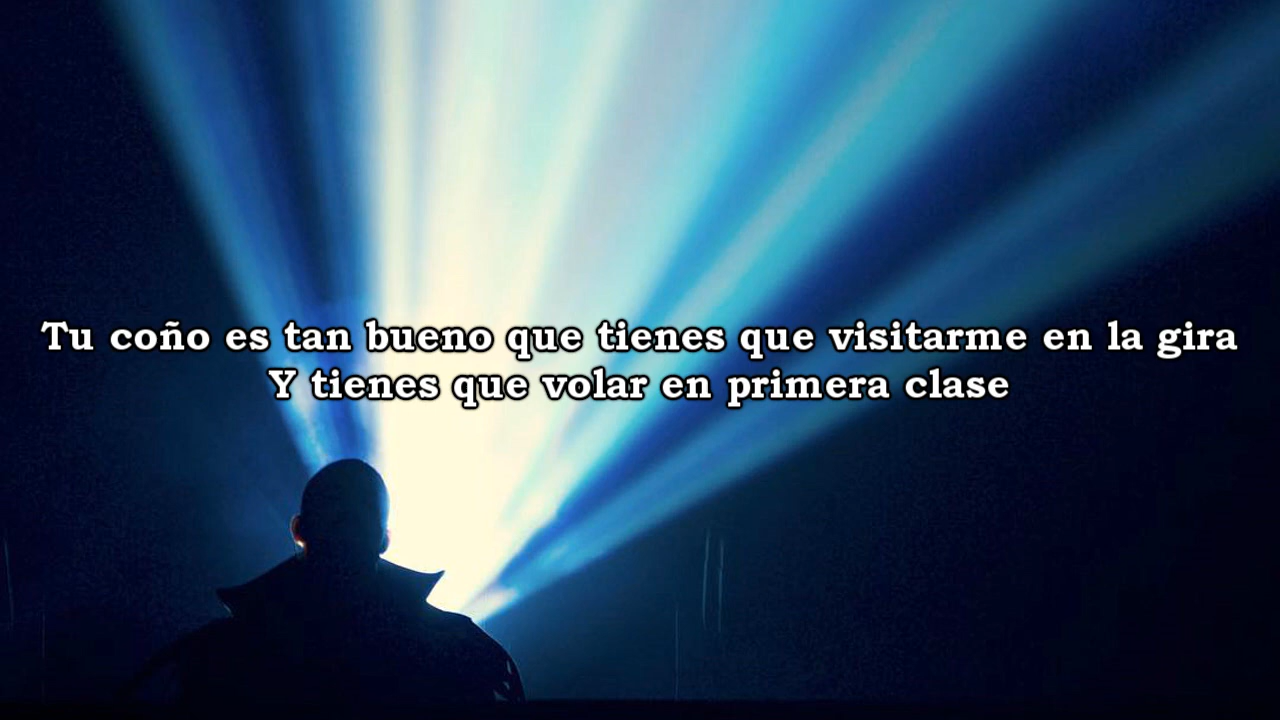 Tu coño es tan bueno que tienes que visitarme en la gira
Y tienes que volar en primera clase